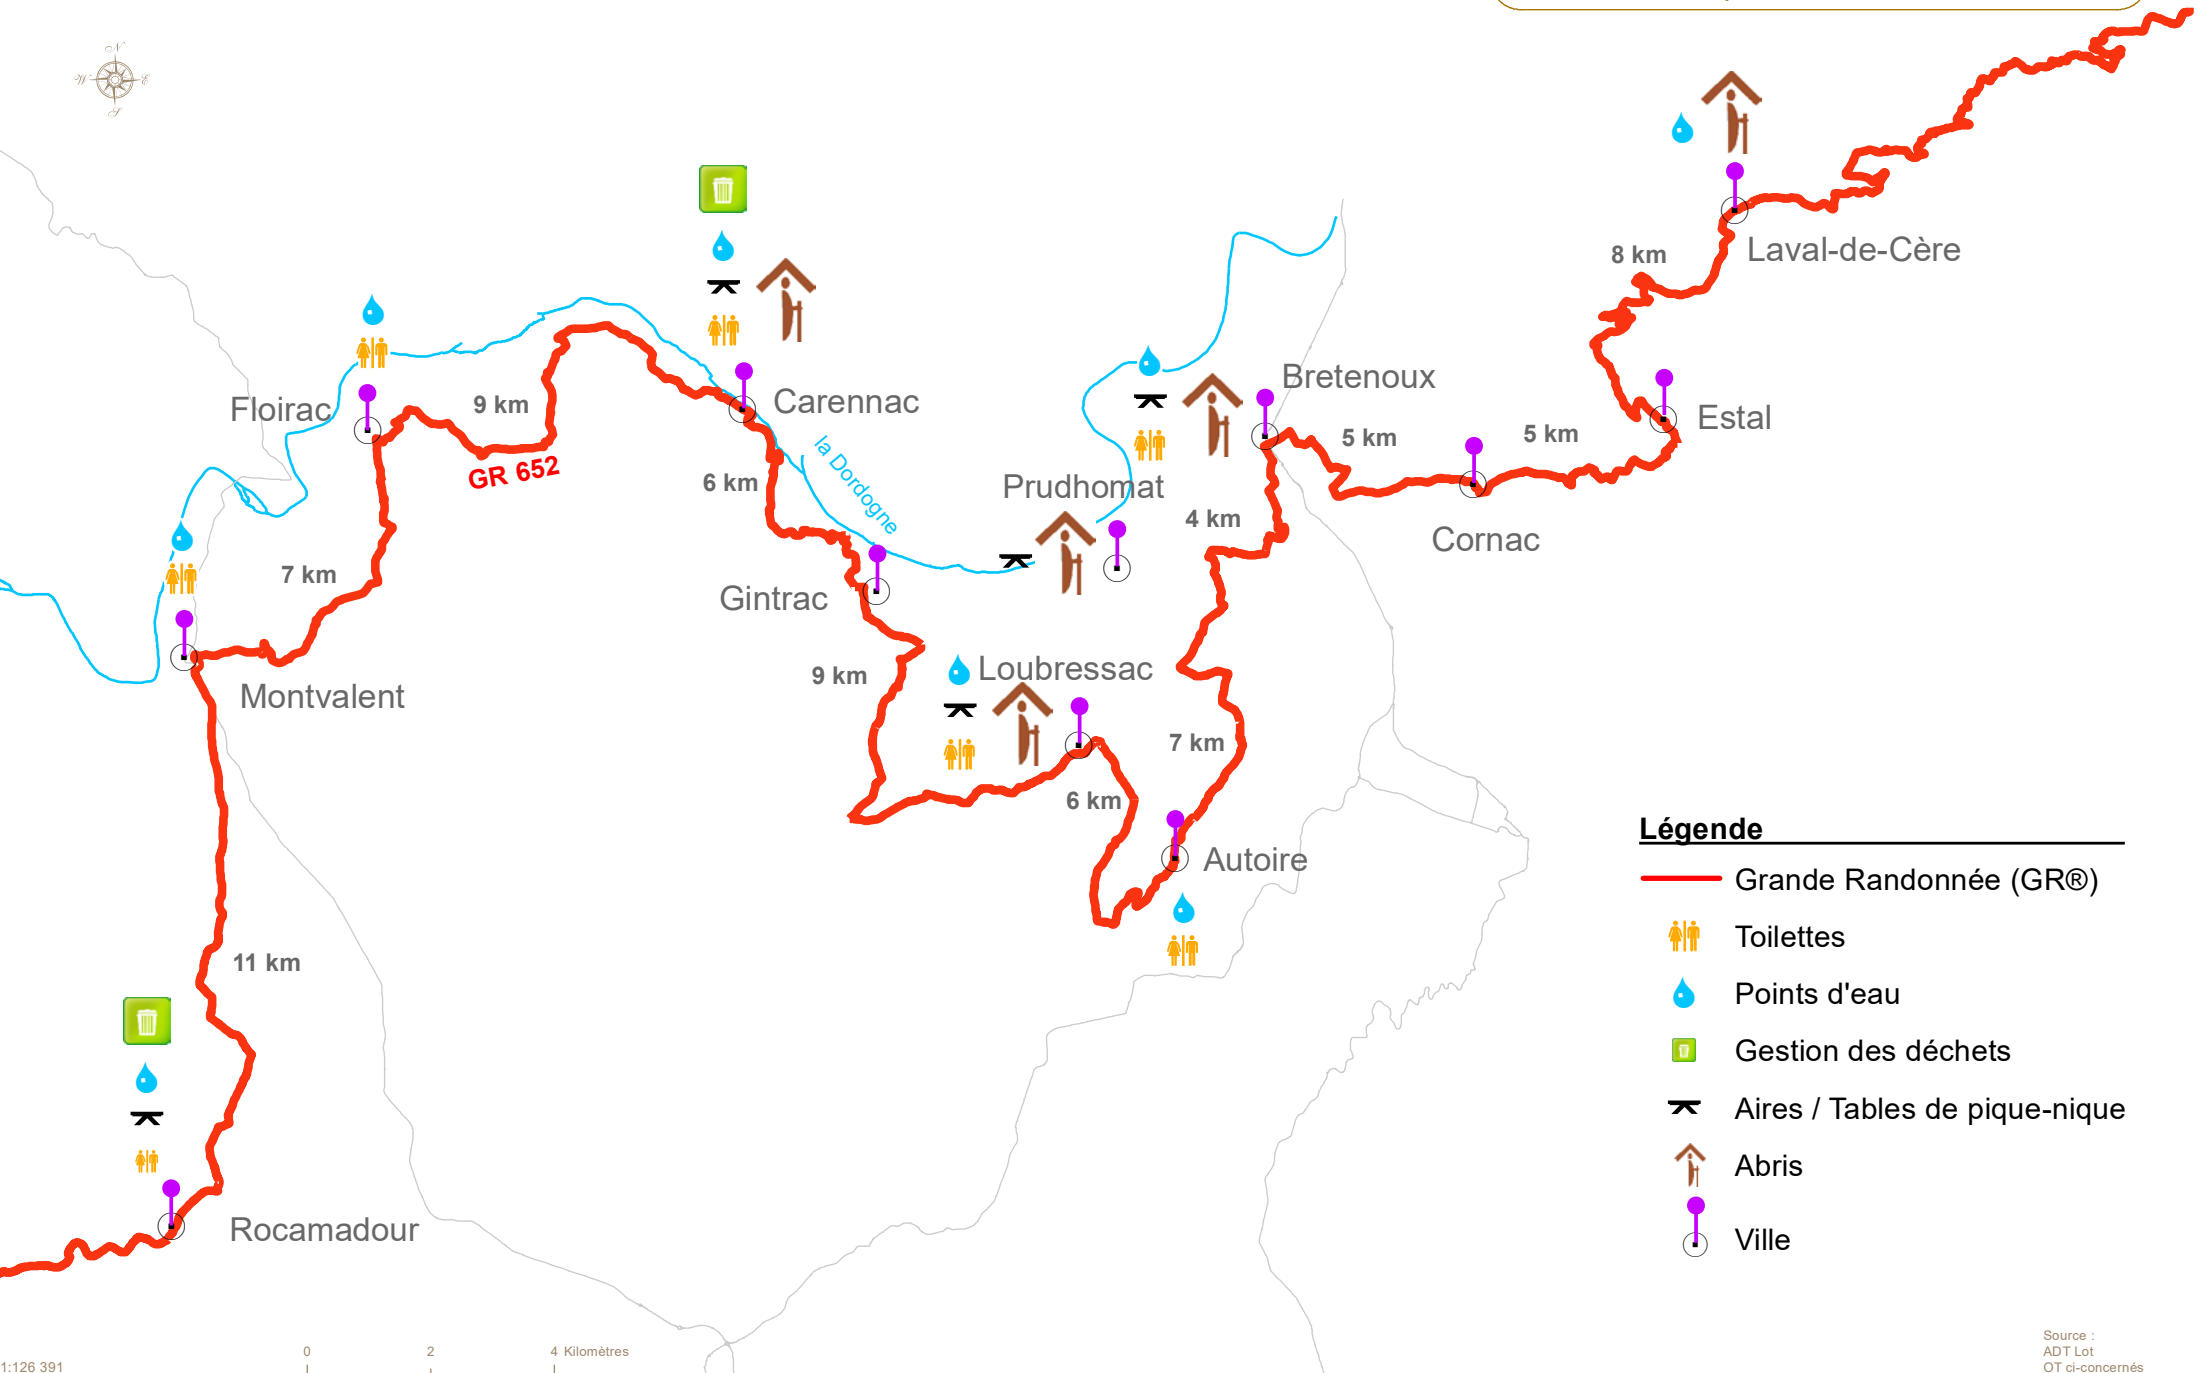 N
W
E
S
Laval-de-Cère
8 km
Bretenoux
Floirac
9 km
Carennac
Estal
5 km
5 km
GR 652
6 km
la Dordogne
Prudhomat
4 km
Cornac
7 km
Gintrac
Montvalent
9 km
Loubressac
7 km
6 km
Autoire
11 km
Rocamadour
Légende
Grande Randonnée (GR®)
Toilettes
Points d'eau
Gestion des déchets
Aires / Tables de pique-nique
Abris
Ville
0 2 4 Kilomètres
1:126 391
Source :
ADT Lot
OT ci-concernés